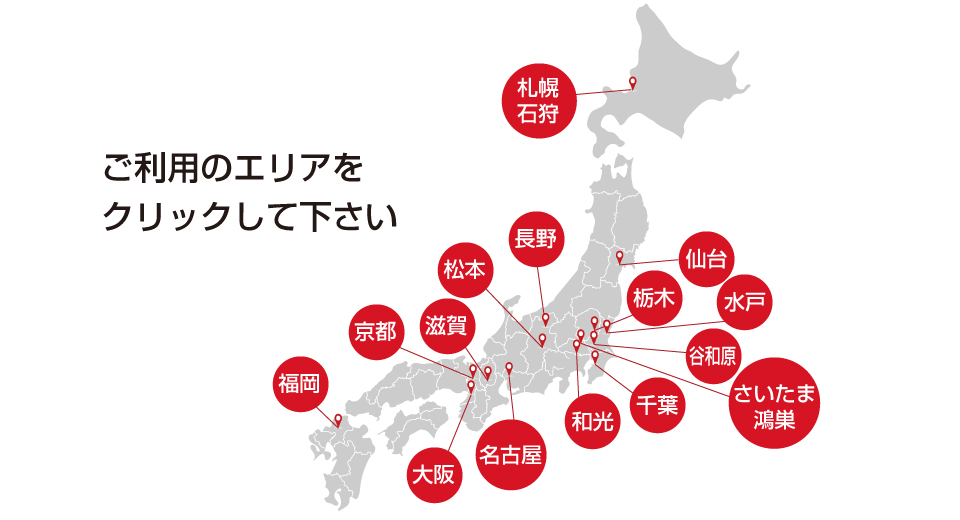 ご利用のエリアを
クリックして下さい
札幌
石狩
長野
仙台
松本
栃木
水戸
滋賀
京都
谷和原
福岡
さいたま
鴻巣
千葉
和光
名古屋
大阪